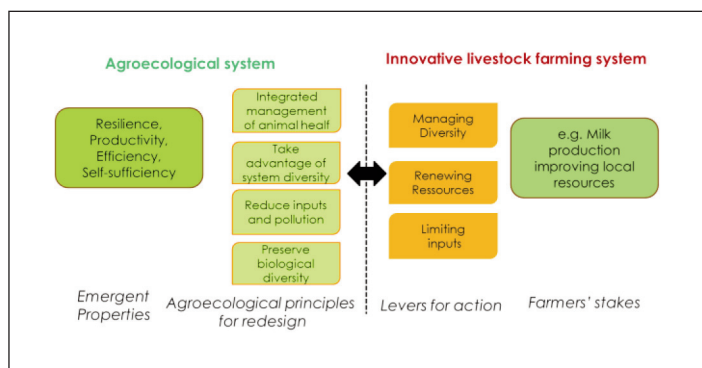 Agroecological system
Innovative livestock farming system
Resilience,
Productivity,
Efficiency,
Self-sufficiency
Integrated
management
of animal healf
Take
advantage of
system diversity
Reduce inputs
and pollution
Preserve
biological
diversity
Managing
Diversity
Renewing
Ressources
Limiting
inputs
e.g. Milk
production
improving local
resources
Emergent
Properties
Agroecological principles
for redesign
Levers for action
Farmers' stakes